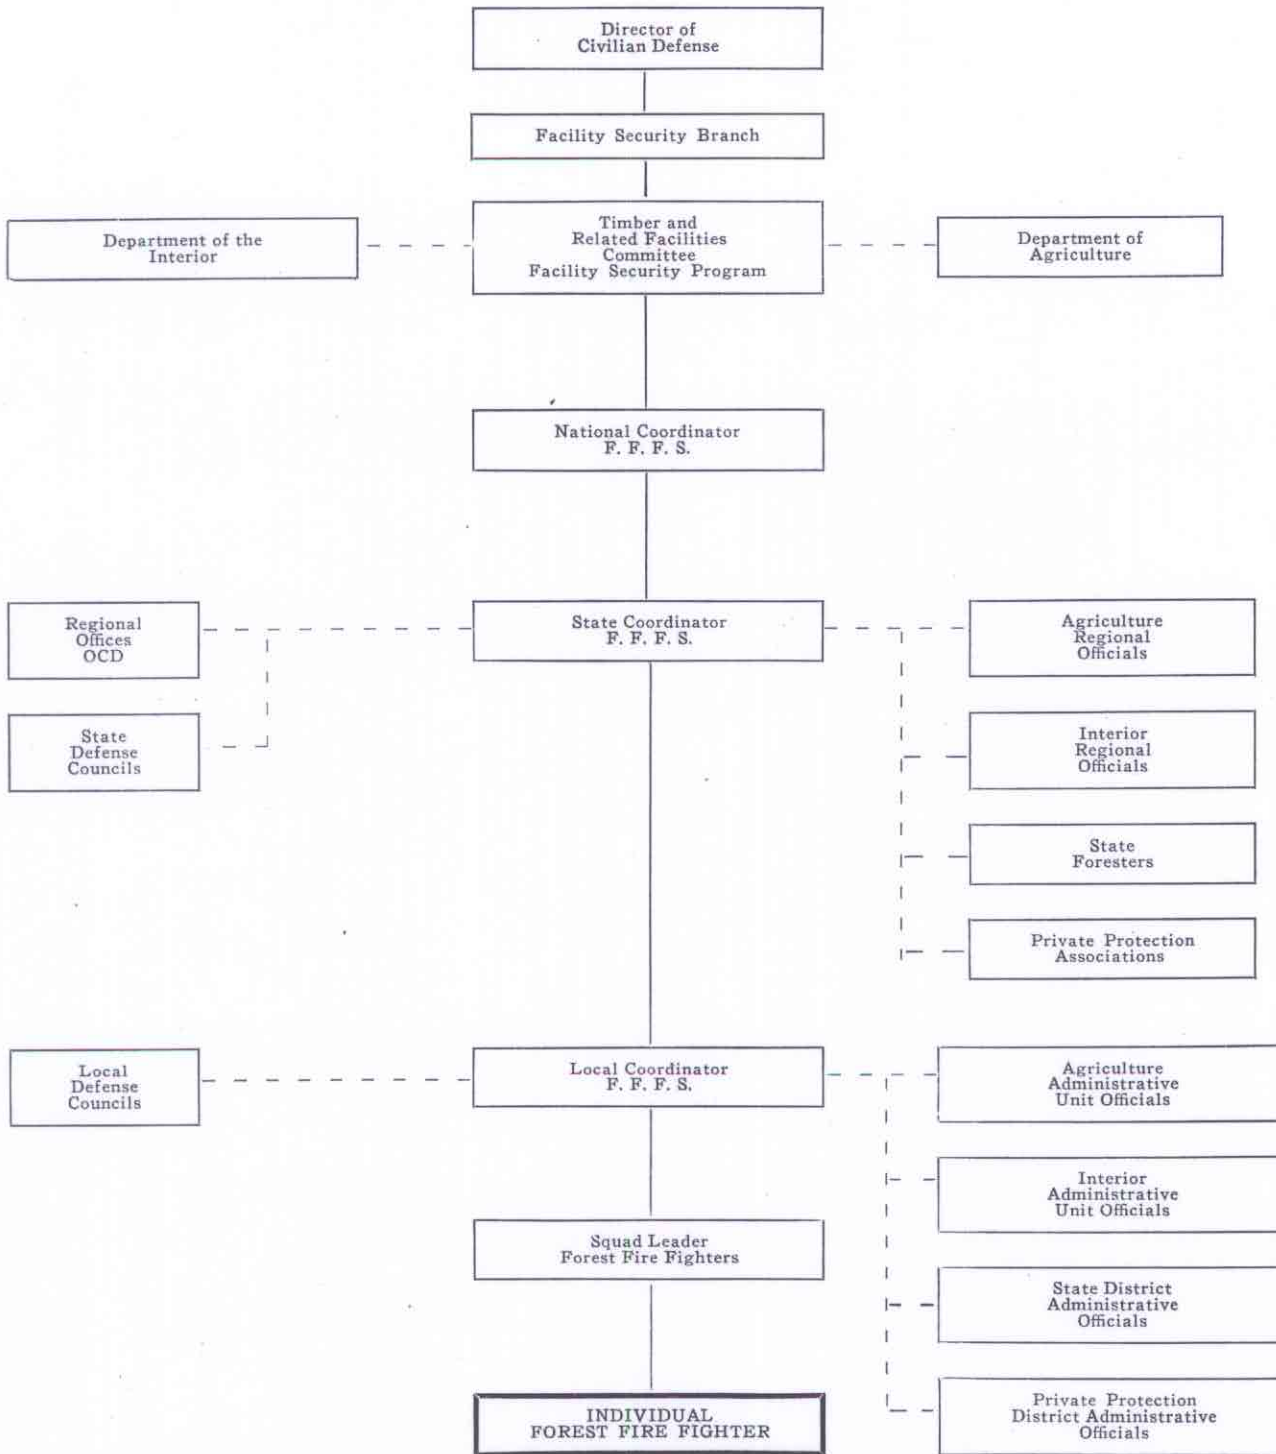 Director of
Civilian Defense
Facility Security Branch
Department of the
Interior
Timber and
Related Facilities
Committee
Facility Security Program
Department of
Agriculture
National Coordinator
F. F. F. S.
Regional
Offices
OCD
State Coordinator
F. F. F. S.
Agriculture
Regional
Officials
State
Defense
Councils
Interior
Regional
Officials
State
Foresters
Private Protection
Associations
Local
Defense
Councils
Local Coordinator
F. F. F. S.
Agriculture
Administrative
Unit Officials
Interior
Administrative
Unit Officials
Squad Leader
Forest Fire Fighters
State District
Administrative
Officials
INDIVIDUAL
FOREST FIRE FIGHTER
Private Protection
District Administrative
Officials